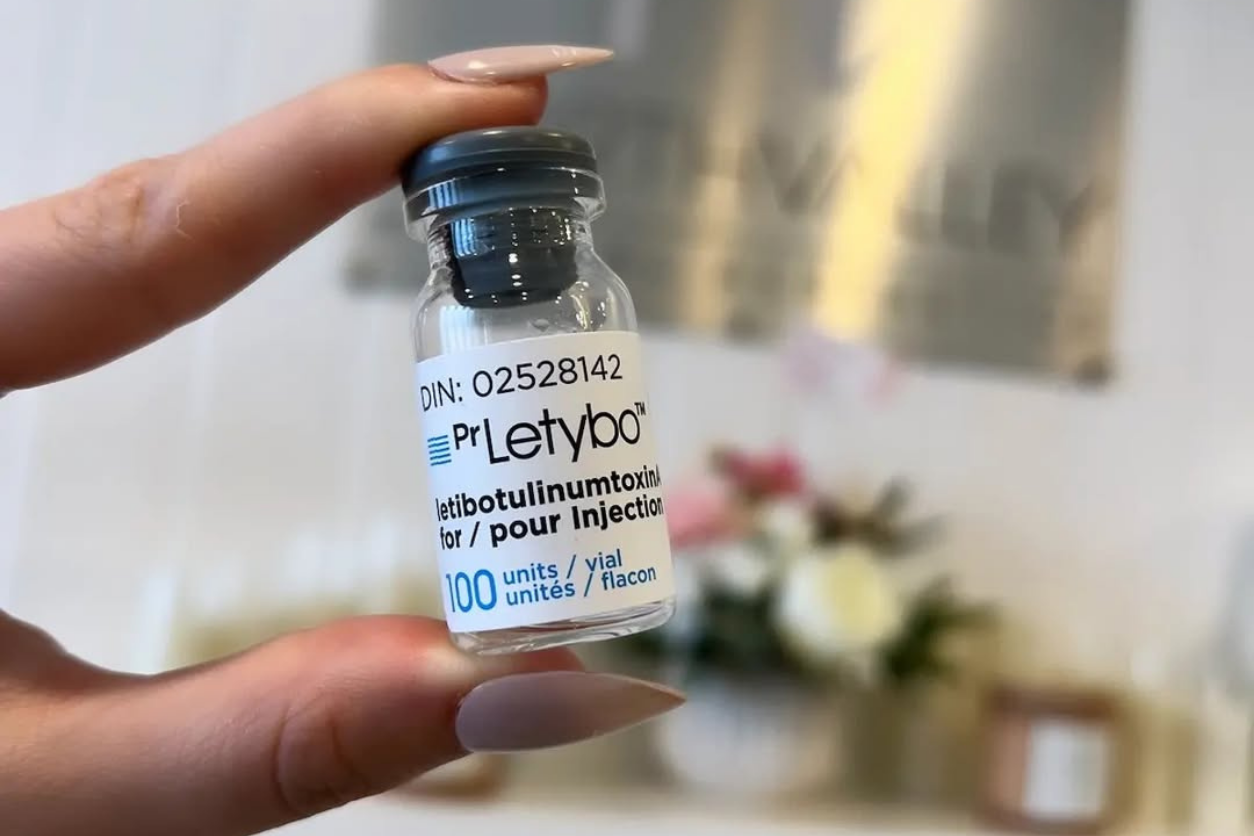 DIN: 02528142
PrLetybo™
letibotulinumtoxinA
for / pour Injection
100 units / vial
unités / flacon